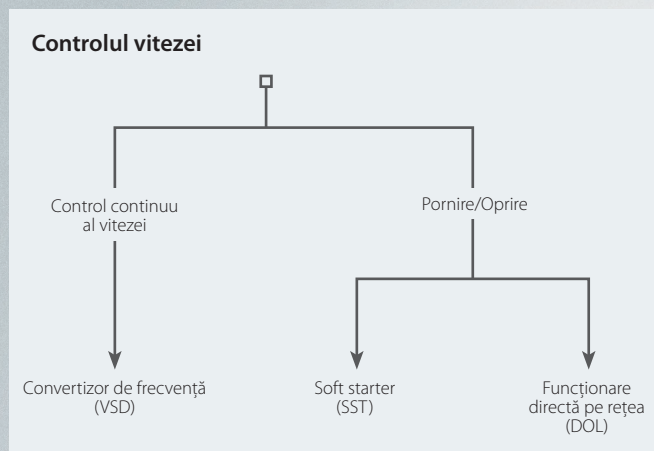 Controlul vitezei
Control continuu
al vitezei
Pornire/Oprire
Convertizor de frecvență
(VSD)
Soft starter
(SST)
Funcționare
directă pe rețea
(DOL)